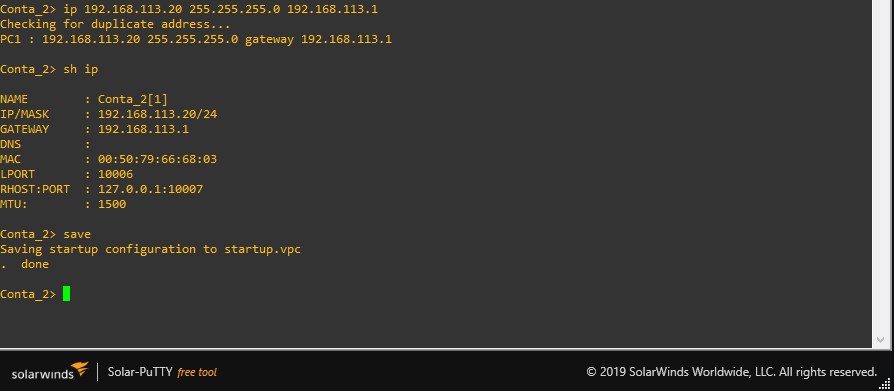 Conta_2> ip 192.168.113.20 255.255.255.0 192.168.113.1
Checking for duplicate address...
PC1 : 192.168.113.20 255.255.255.0 gateway 192.168.113.1
Conta_2> sh ip
NAME        : Conta_2[1]
IP/MASK     : 192.168.113.20/24
GATEWAY     : 192.168.113.1
DNS         :
MAC         : 00:50:79:66:68:03
LPORT       : 10006
RHOST:PORT  : 127.0.0.1:10007
MTU:        : 1500
Conta_2> save
Saving startup configuration to startup.vpc
.  done
Conta_2>
solarwinds | Solar-PuTTY free tool © 2019 SolarWinds Worldwide, LLC. All rights reserved.